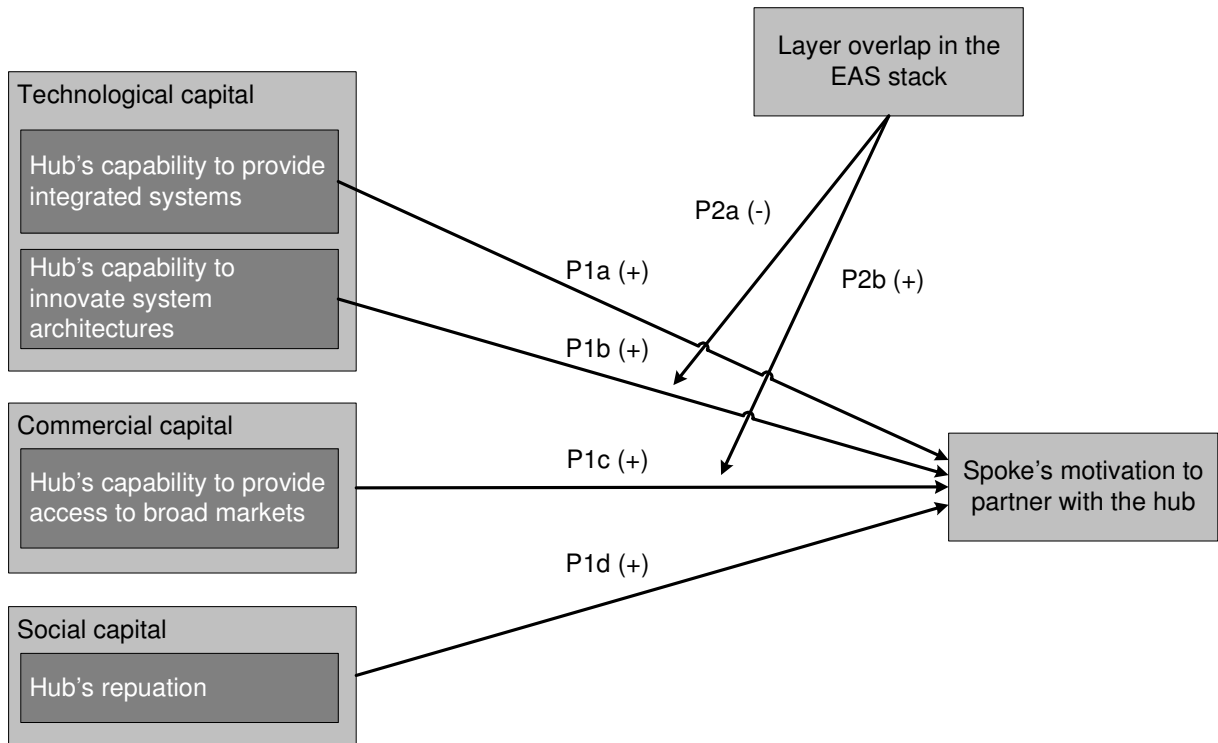 Layer overlap in the
EAS stack
Technological capital
Hub's capability to provide
integrated systems
Hub's capability to
innovate system
architectures
P2a (-)
P1a (+)
P2b (+)
P1b (+)
Commercial capital
Hub's capability to provide
access to broad markets
P1c (+)
Spoke's motivation to
partner with the hub
P1d (+)
Social capital
Hub's repuation